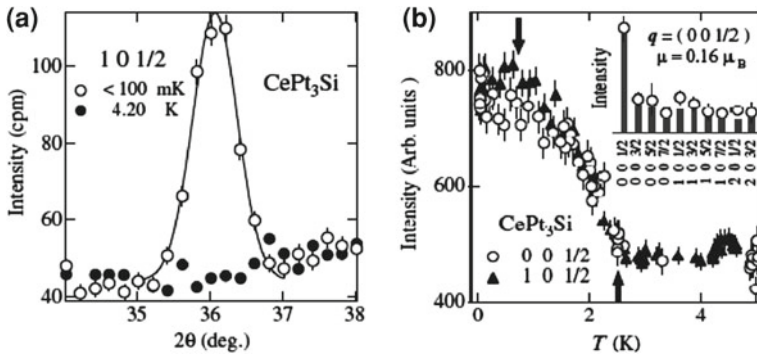 (a)
1 0 1/2
< 100 mK
4.20 K
CePt₃Si
Intensity (cpm)
100
80
60
40
35 36 37 38
2θ (deg.)
(b)
q = ( 0 0 1/2 )
μ = 0.16 μB
Intensity
0 0 1/2
0 0 3/2
0 0 5/2
0 0 7/2
1 0 1/2
1 0 3/2
1 0 5/2
1 0 7/2
2 0 1/2
2 0 3/2
Intensity (Arb. units)
800
600
400
CePt₃Si
0 0 1/2
1 0 1/2
0 2 4
T (K)